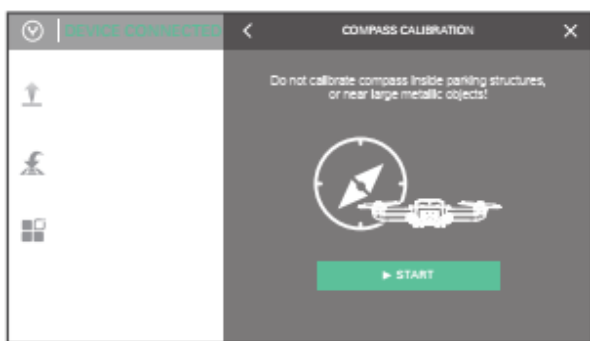 DEVICE CONNECTED
COMPASS CALIBRATION
Do not calibrate compass inside parking structures,
or near large metallic objects!
START